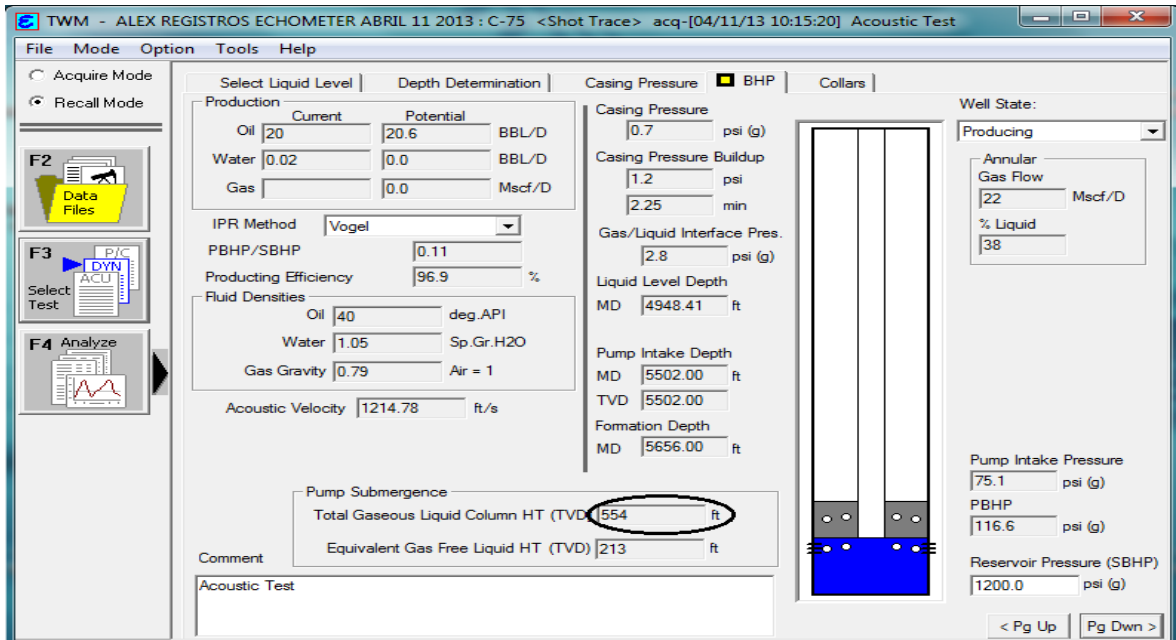 TWM - ALEX REGISTROS ECHOMETER ABRIL 11 2013 : C-75 <Shot Trace> acq-[04/11/13 10:15:20] Acoustic Test
File Mode Option Tools Help
Acquire Mode
Recall Mode
F2
Data
Files
F3
P/C
DYN
ACU
Select
Test
F4 Analyze
Select Liquid Level
Depth Determination
Casing Pressure
BHP
Collars
Production
Current Potential
Oil 20 20.6 BBL/D
Water 0.02 0.0 BBL/D
Gas 0.0 Mscf/D
IPR Method Vogel
PBHP/SBHP 0.11
Producting Efficiency 96.9 %
Fluid Densities
Oil 40 deg.API
Water 1.05 Sp.Gr.H2O
Gas Gravity 0.79 Air = 1
Acoustic Velocity 1214.78 ft/s
Pump Submergence
Total Gaseous Liquid Column HT (TVD) 554 ft
Equivalent Gas Free Liquid HT (TVD) 213 ft
Comment
Acoustic Test
Casing Pressure
0.7 psi (g)
Casing Pressure Buildup
1.2 psi
2.25 min
Gas/Liquid Interface Pres.
2.8 psi (g)
Liquid Level Depth
MD 4948.41 ft
Pump Intake Depth
MD 5502.00 ft
TVD 5502.00
Formation Depth
MD 5656.00 ft
Well State:
Producing
Annular
Gas Flow
22 Mscf/D
% Liquid
38
Pump Intake Pressure
75.1 psi (g)
PBHP
116.6 psi (g)
Reservoir Pressure (SBHP)
1200.0 psi (g)
< Pg Up
Pg Dwn >